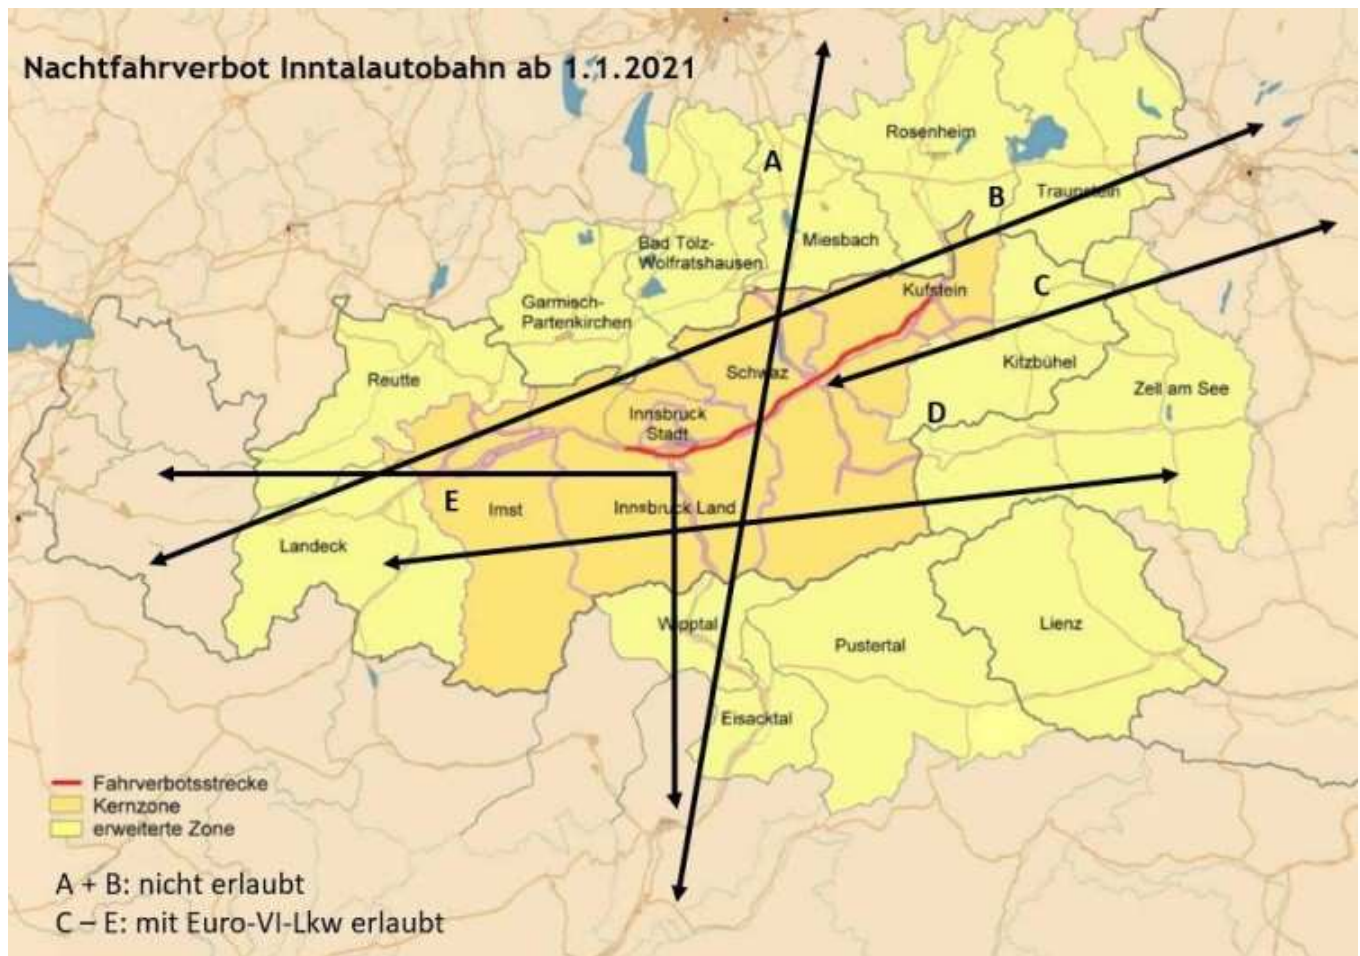 Nachtfahrverbot Inntalautobahn ab 1.1.2021
Rosenheim
A
B
Traunstein
Bad Tölz-
Wolfratshausen
Miesbach
C
Kufstein
Garmisch-
Partenkirchen
Reutte
Schwaz
Kitzbühel
Zell am See
Innsbruck
Stadt
D
E
Imst
Innsbruck Land
Landeck
Wipptal
Pustertal
Lienz
Eisacktal
Fahrverbotsstrecke
Kernzone
erweiterte Zone
A + B: nicht erlaubt
C – E: mit Euro-VI-Lkw erlaubt